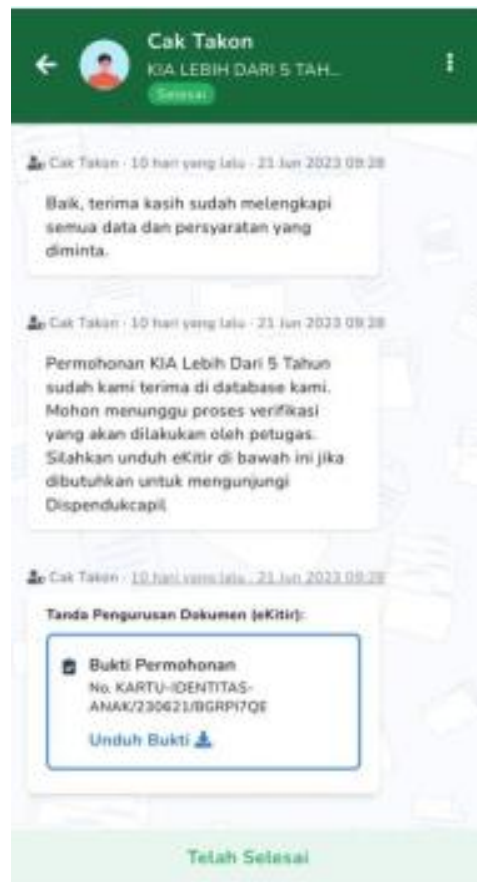 Cak Takon
KIA LEBIH DARI 5 TAH...
Selesai
Cak Takon · 10 hari yang lalu · 21 Jun 2023 09:28
Baik, terima kasih sudah melengkapi
semua data dan persyaratan yang
diminta.
Cak Takon · 10 hari yang lalu · 21 Jun 2023 09:28
Permohonan KIA Lebih Dari 5 Tahun
sudah kami terima di database kami.
Mohon menunggu proses verifikasi
yang akan dilakukan oleh petugas.
Silahkan unduh eKitir di bawah ini jika
dibutuhkan untuk mengunjungi
Dispendukcapil
Cak Takon · 10 hari yang lalu · 21 Jun 2023 09:28
Tanda Pengurusan Dokumen (eKitir):
Bukti Permohonan
No. KARTU-IDENTITAS-
ANAK/230621/BGRPI7QE
Unduh Bukti
Telah Selesai